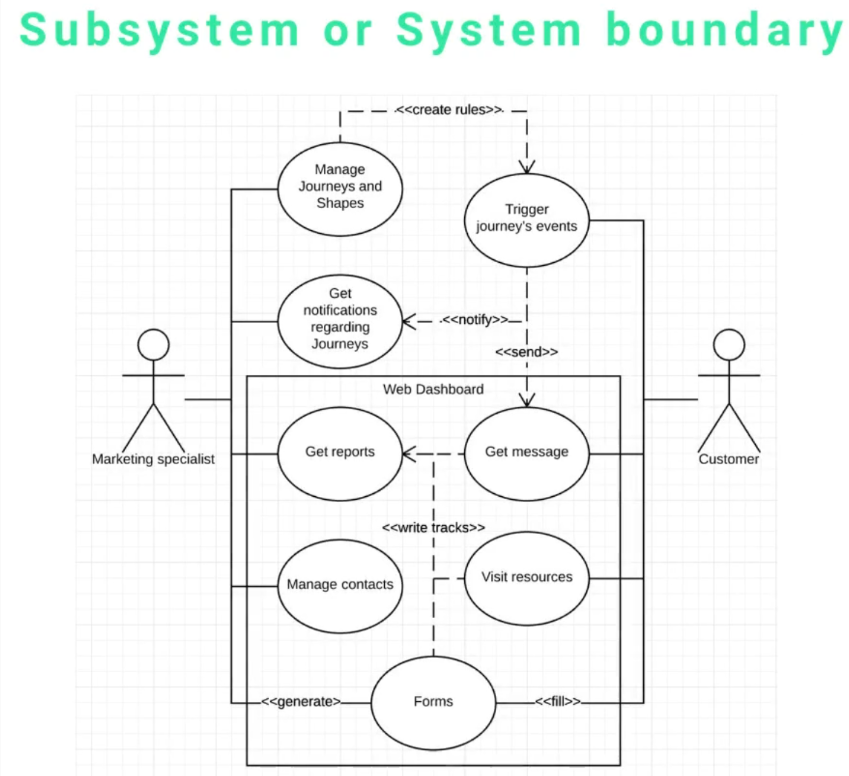 Subsystem or System boundary
<<create rules>>
Manage
Journeys and
Shapes
Trigger
journey's events
Get
notifications
regarding
Journeys
<<notify>>
<<send>>
Web Dashboard
Get reports
Get message
Marketing specialist
Customer
<<write tracks>>
Manage contacts
Visit resources
<<generate>
Forms
<<fill>>